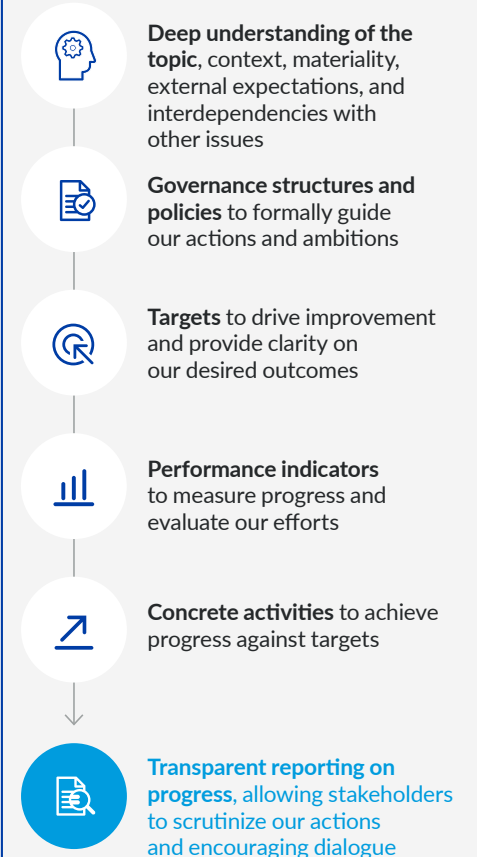 Deep understanding of the
topic, context, materiality,
external expectations, and
interdependencies with
other issues
Governance structures and
policies to formally guide
our actions and ambitions
Targets to drive improvement
and provide clarity on
our desired outcomes
Performance indicators
to measure progress and
evaluate our efforts
Concrete activities to achieve
progress against targets
Transparent reporting on
progress, allowing stakeholders
to scrutinize our actions
and encouraging dialogue